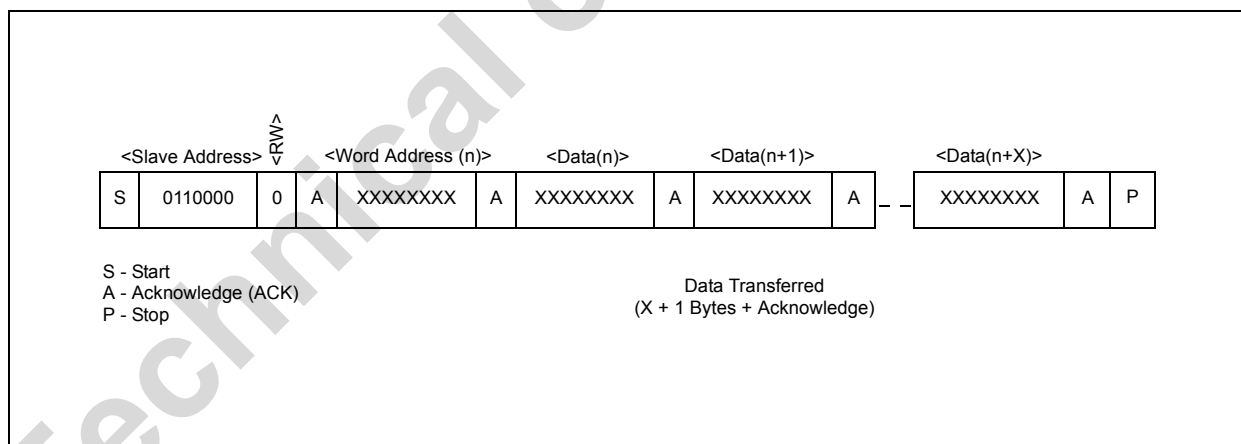 Technical
<Slave Address> <RW> <Word Address (n)> <Data(n)> <Data(n+1)> <Data(n+X)>
S 0110000 0 A XXXXXXXX A XXXXXXXX A XXXXXXXX A XXXXXXXX A P
S - Start
A - Acknowledge (ACK)
P - Stop
Data Transferred
(X + 1 Bytes + Acknowledge)